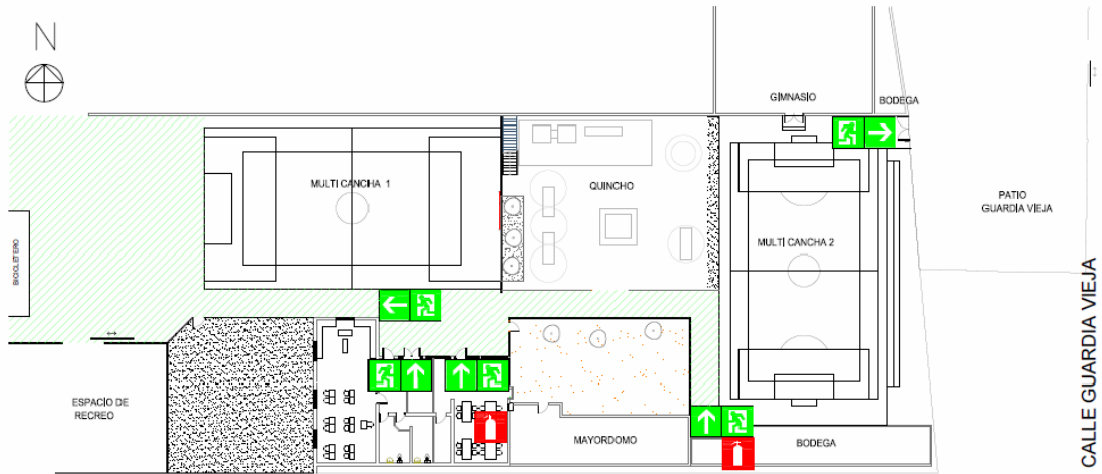 N
GIMNASIO
BODEGA
MULTI CANCHA 1
QUINCHO
PATIO
GUARDIA VIEJA
MULTI CANCHA 2
BICICLETERO
CALLE GUARDIA VIEJA
ESPACIO DE
RECREO
MAYORDOMO
BODEGA